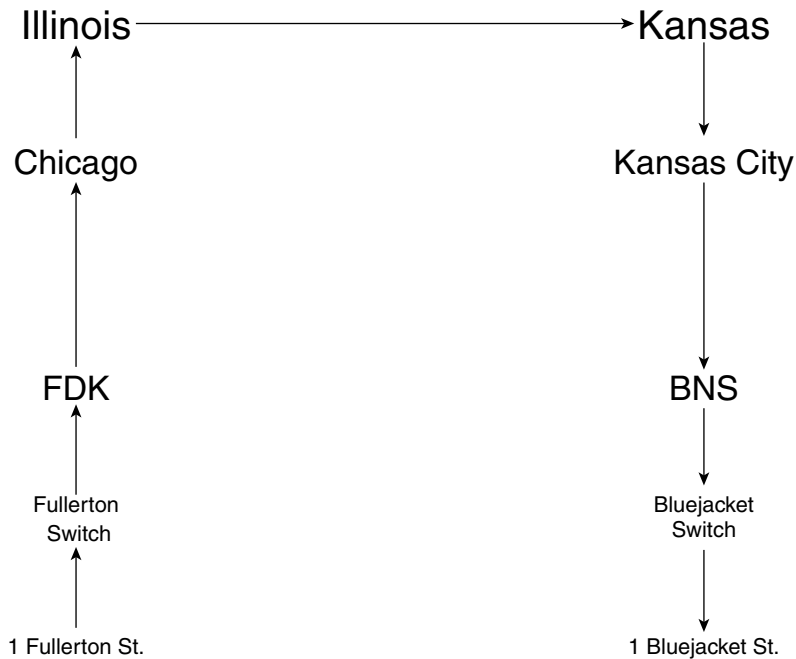 Illinois
Kansas
Chicago
Kansas City
FDK
BNS
Fullerton
Switch
Bluejacket
Switch
1 Fullerton St.
1 Bluejacket St.